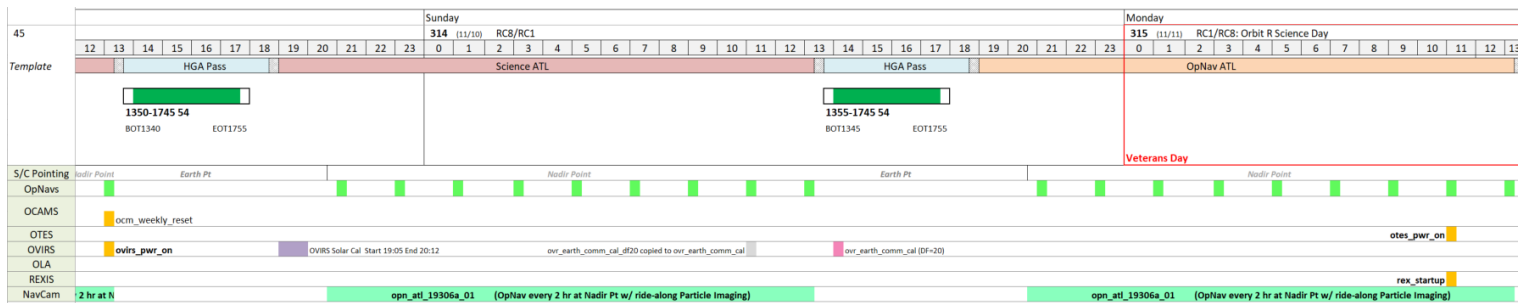 Sunday Monday
45 314 (11/10) RC8/RC1 315 (11/11) RC1/RC8: Orbit R Science Day
12 13 14 15 16 17 18 19 20 21 22 23 0 1 2 3 4 5 6 7 8 9 10 11 12 13 14 15 16 17 18 19 20 21 22 23 0 1 2 3 4 5 6 7 8 9 10 11 12 13
Template HGA Pass Science ATL HGA Pass OpNav ATL
1350-1745 54 1355-1745 54
BOT1340 EOT1755 BOT1345 EOT1755
Veterans Day
S/C Pointing Nadir Point Earth Pt Nadir Point Earth Pt Nadir Point
OpNavs
OCAMS ocm_weekly_reset
OTES otes_pwr_on
OVIRS ovirs_pwr_on OVIRS Solar Cal Start 19:05 End 20:12 ovr_earth_comm_cal_df20 copied to ovr_earth_comm_cal ovr_earth_comm_cal (DF=20)
OLA
REXIS rex_startup
NavCam 2 hr at N opn_atl_19306a_01 (OpNav every 2 hr at Nadir Pt w/ ride-along Particle Imaging) opn_atl_19306a_01 (OpNav every 2 hr at Nadir Pt w/ ride-along Particle Imaging)